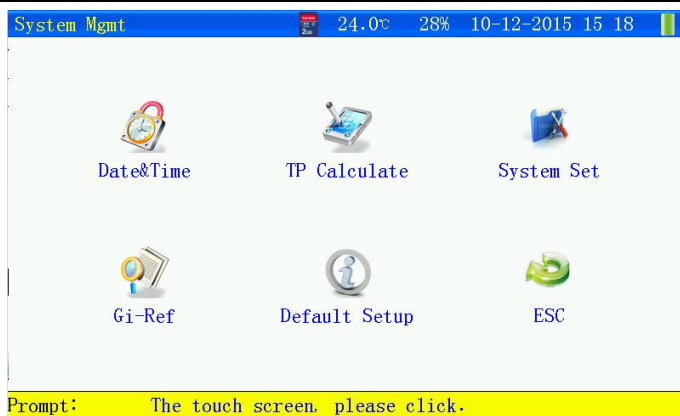 System Mgmt 24.0℃ 28% 10-12-2015 15 18
Date&Time TP Calculate System Set
Gi-Ref Default Setup ESC
Prompt: The touch screen, please click.